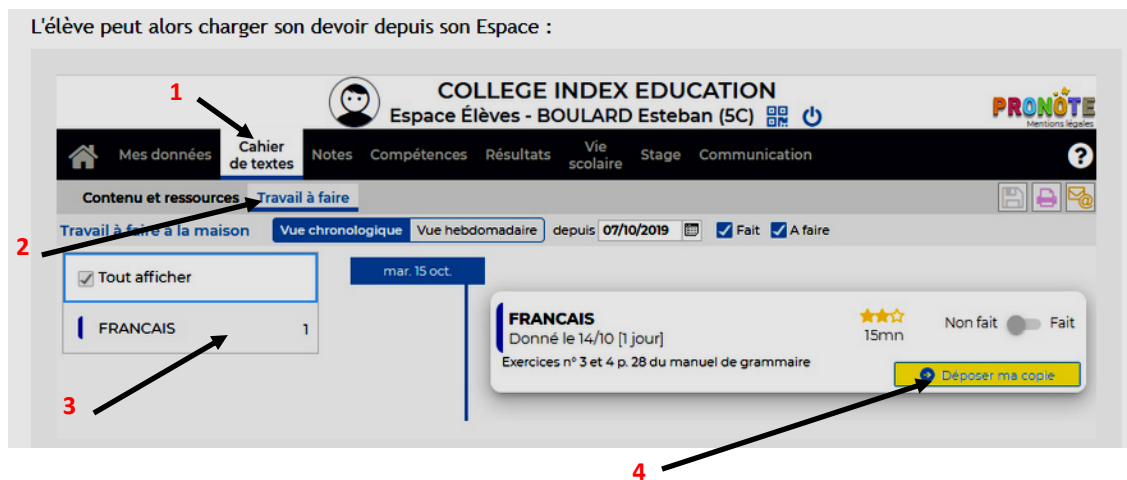 L'élève peut alors charger son devoir depuis son Espace :
1
COLLEGE INDEX EDUCATION
Espace Élèves - BOULARD Esteban (5C)
PRONOTE
Mentions légales
Mes données Cahier de textes Notes Compétences Résultats Vie scolaire Stage Communication ?
Contenu et ressources Travail à faire
2
Travail à faire à la maison Vue chronologique Vue hebdomadaire depuis 07/10/2019 Fait A faire
Tout afficher
mar. 15 oct.
FRANCAIS 1
FRANCAIS
Donné le 14/10 [1 jour]
15mn
Non fait Fait
Exercices n° 3 et 4 p. 28 du manuel de grammaire
Déposer ma copie
3
4